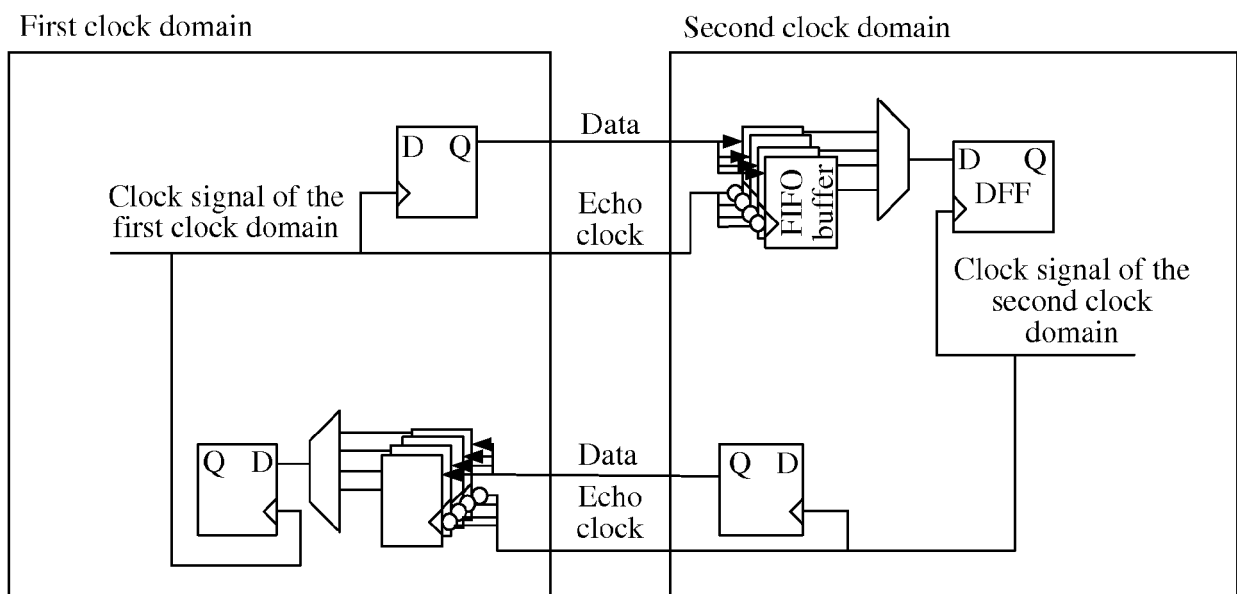 First clock domain
Second clock domain
Data
D Q
Clock signal of the
first clock domain
Echo
clock
FIFO
buffer
D Q
DFF
Clock signal of the
second clock
domain
Q D
Data
Echo
clock
Q D